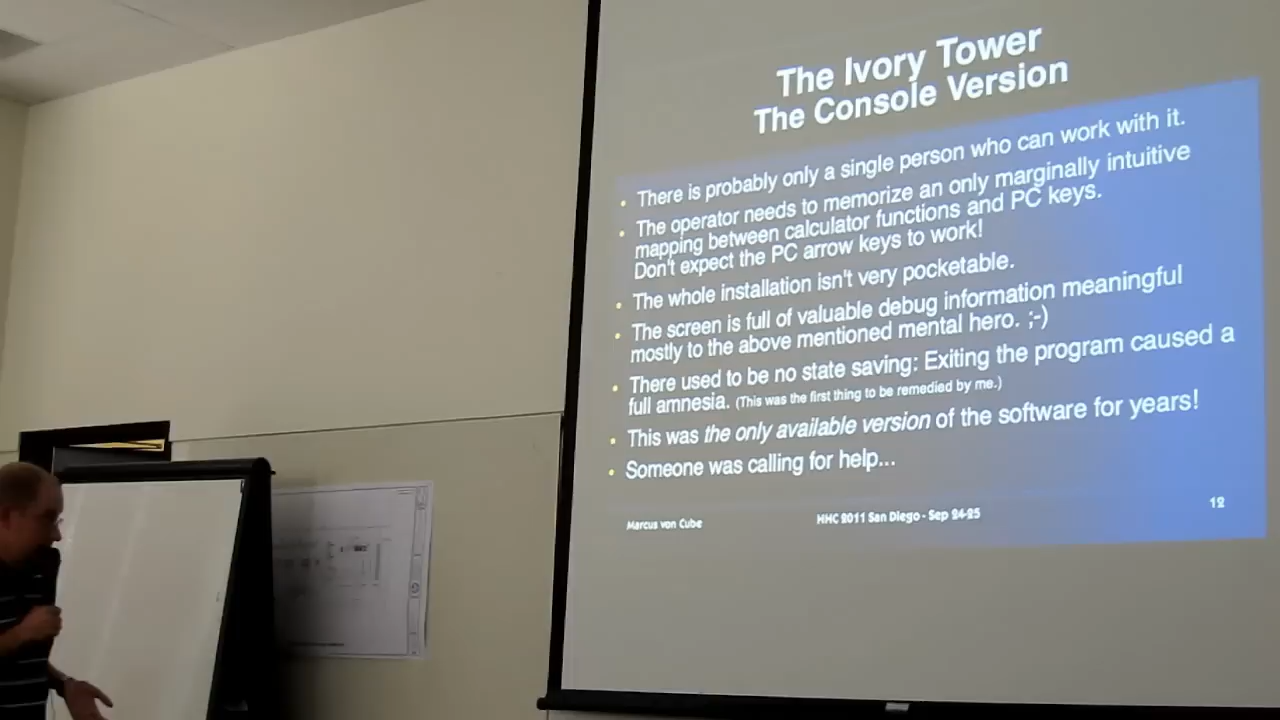 The Ivory Tower
The Console Version
• There is probably only a single person who can work with it.
• The operator needs to memorize an only marginally intuitive
mapping between calculator functions and PC keys.
Don't expect the PC arrow keys to work!
• The whole installation isn't very pocketable.
• The screen is full of valuable debug information meaningful
mostly to the above mentioned mental hero. ;-)
• There used to be no state saving: Exiting the program caused a
full amnesia. (This was the first thing to be remedied by me.)
• This was the only available version of the software for years!
• Someone was calling for help...
Marcus von Cube HHC 2011 San Diego - Sep 24-25 12